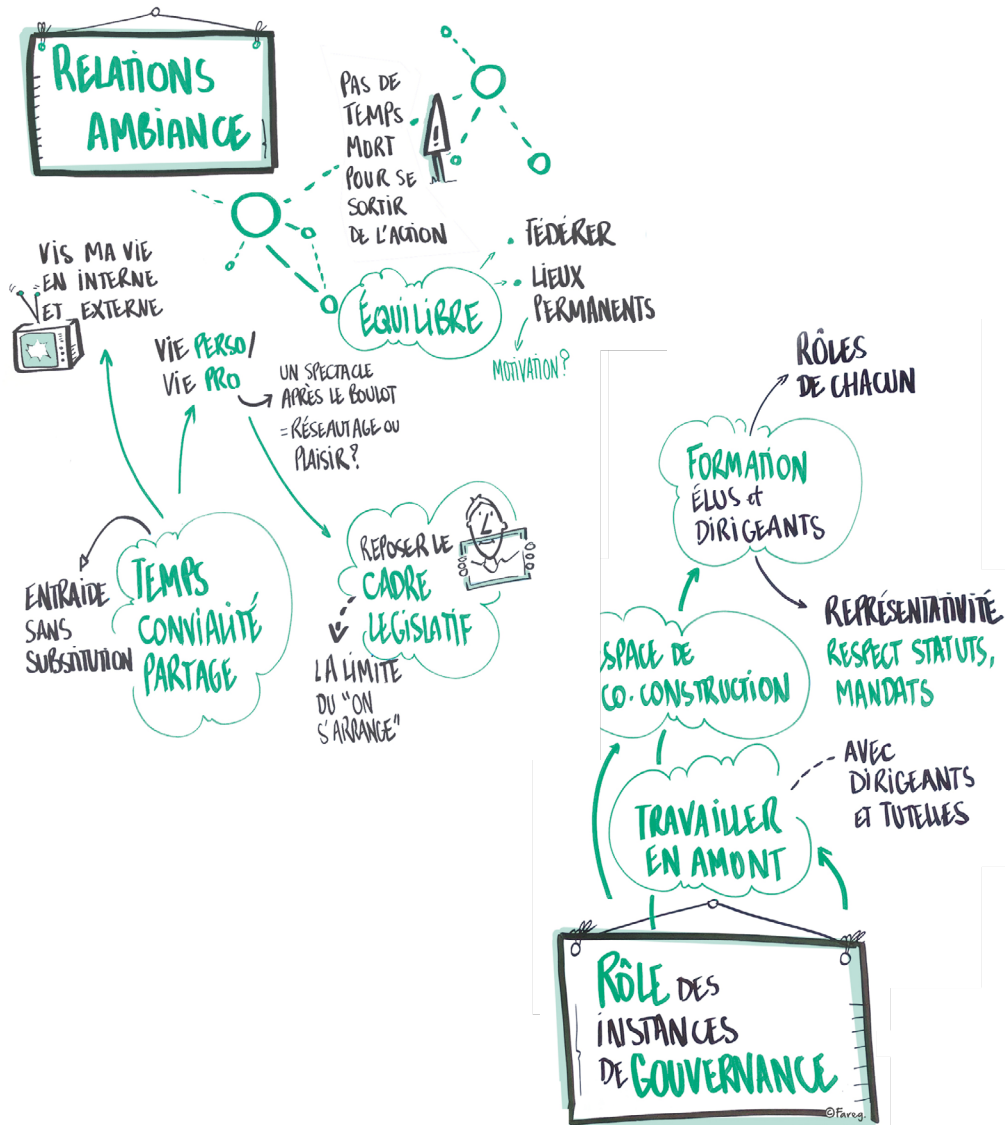 RELATIONS
AMBIANCE
PAS DE
TEMPS
MORT
POUR SE
SORTIR
DE L'ACTION
!
VIS MA VIE
EN INTERNE
ET EXTERNE
ÉQUILIBRE
FÉDÉRER
LIEUX
PERMANENTS
MOTIVATION?
VIE PERSO/
VIE PRO
UN SPECTACLE
APRÈS LE BOULOT
=RÉSEAUTAGE OU
PLAISIR?
ENTRAIDE
SANS
SUBSTITUTION
TEMPS
CONVIALITÉ
PARTAGE
REPOSER LE
CADRE
LEGISLATIF
LA LIMITE
DU "ON
S'ARRANGE"
RÔLES
DE CHACUN
FORMATION
ÉLUS et
DIRIGEANTS
REPRÉSENTATIVITÉ
RESPECT STATUTS,
MANDATS
SPACE DE
CO-CONSTRUCTION
TRAVAILLER
EN AMONT
AVEC
DIRIGEANTS
ET TUTELLES
RÔLE DES
INSTANCES
DE GOUVERNANCE
©Fareg.